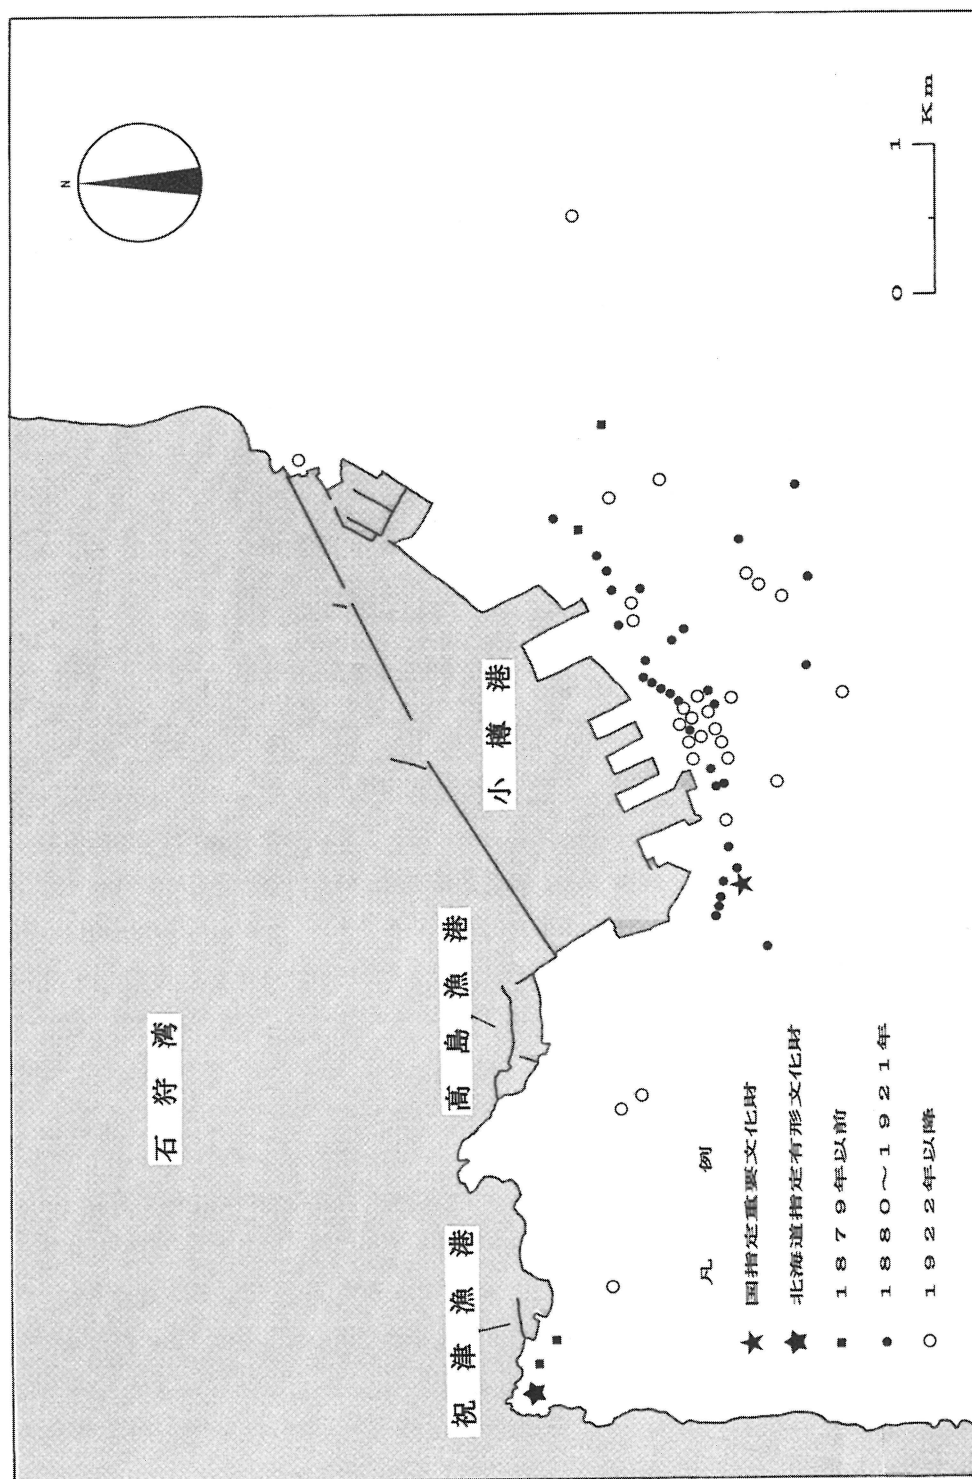 N
石狩湾
祝津漁港
高島漁港
小樽港
凡例
国指定重要文化財
北海道指定有形文化財
1879年以前
1880～1921年
1922年以降
0 1
Km